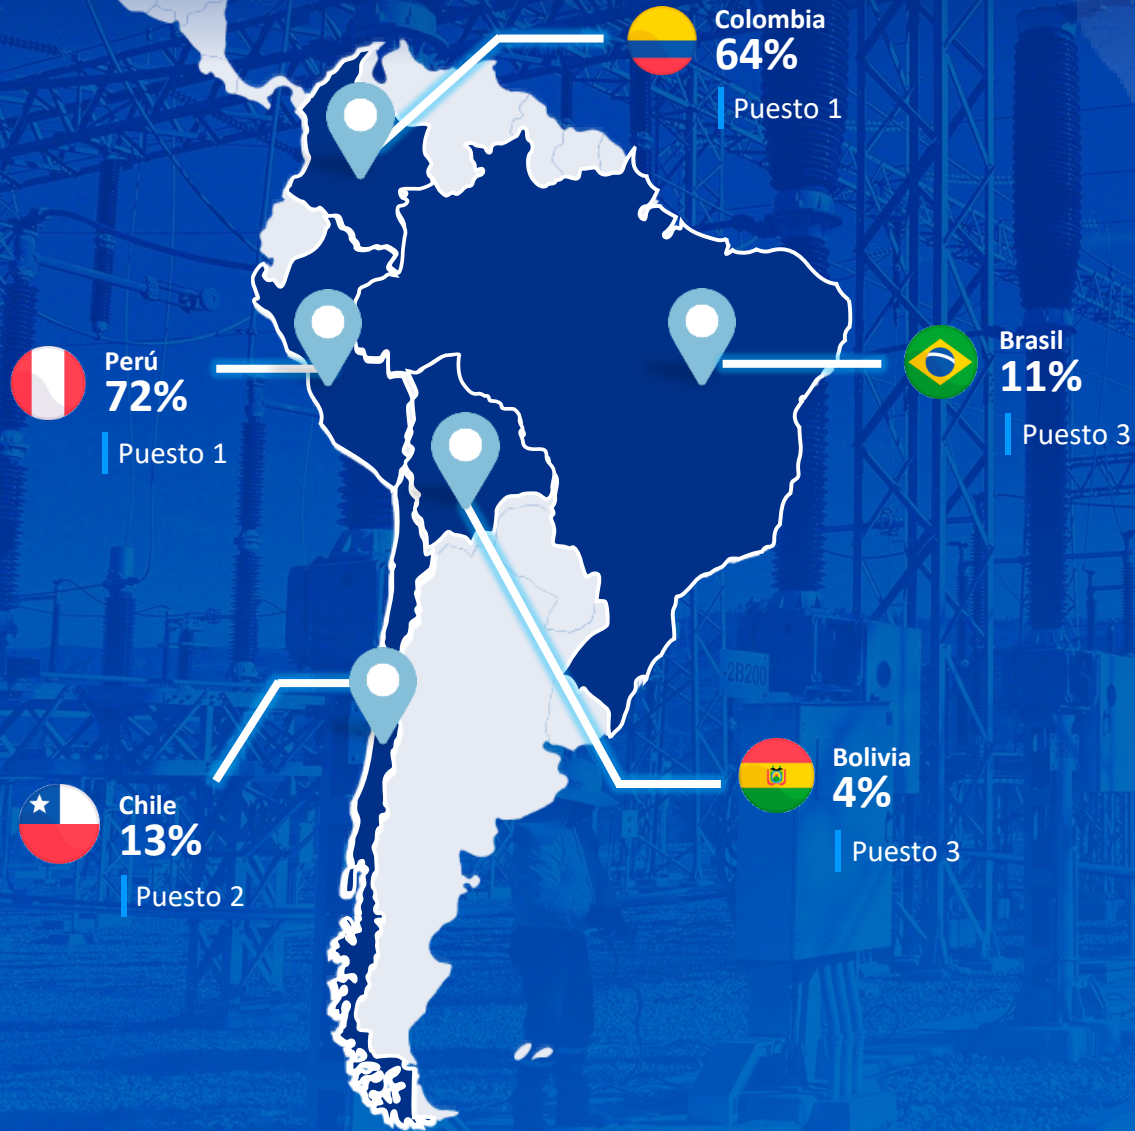 Colombia
64%
Puesto 1
Perú
72%
Puesto 1
Brasil
11%
Puesto 3
-2B200
Chile
13%
Puesto 2
Bolivia
4%
Puesto 3